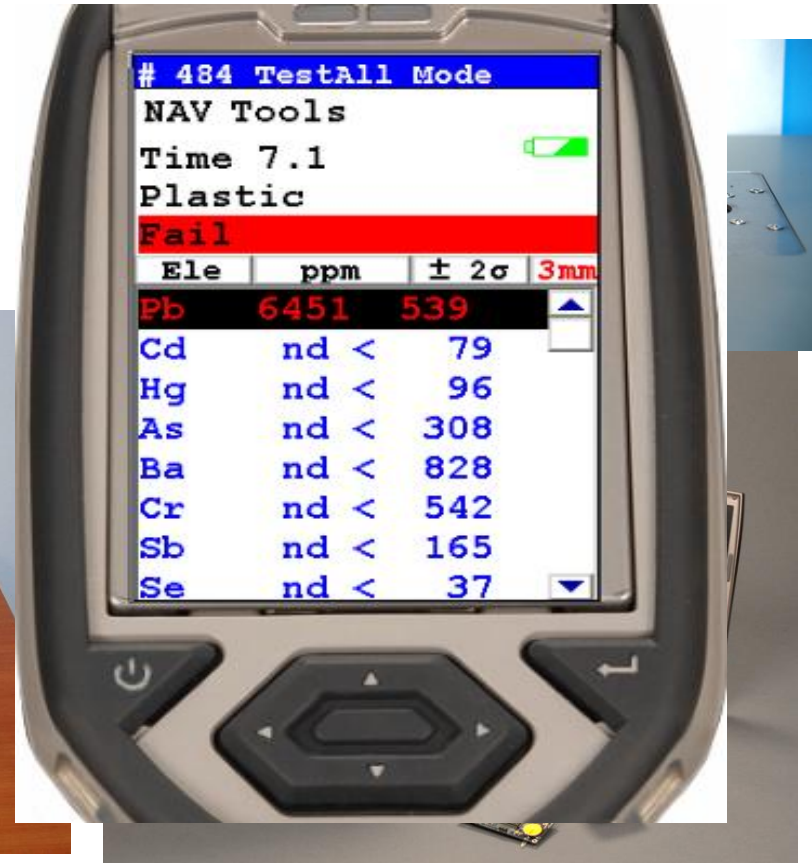 # 484 TestAll Mode
NAV Tools
Time 7.1
Plastic
Fail
Ele ppm ± 2σ 3mm
Pb 6451 539
Cd nd < 79
Hg nd < 96
As nd < 308
Ba nd < 828
Cr nd < 542
Sb nd < 165
Se nd < 37